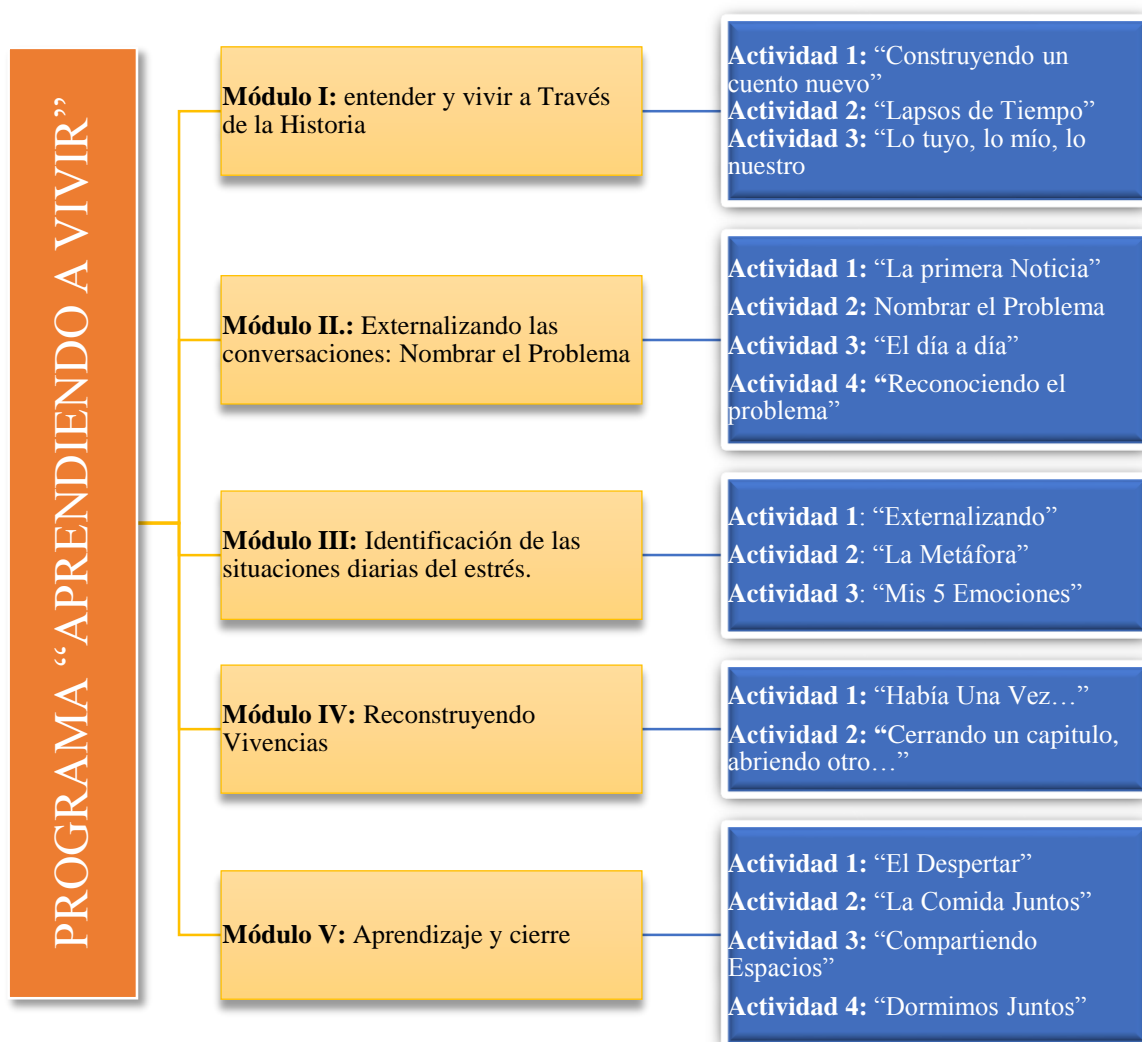 PROGRAMA “APRENDIENDO A VIVIR”
Módulo I: entender y vivir a Través
de la Historia
Actividad 1: “Construyendo un
cuento nuevo”
Actividad 2: “Lapsos de Tiempo”
Actividad 3: “Lo tuyo, lo mío, lo
nuestro
Módulo II.: Externalizando las
conversaciones: Nombrar el Problema
Actividad 1: “La primera Noticia”
Actividad 2: Nombrar el Problema
Actividad 3: “El día a día”
Actividad 4: “Reconociendo el
problema”
Módulo III: Identificación de las
situaciones diarias del estrés.
Actividad 1: “Externalizando”
Actividad 2: “La Metáfora”
Actividad 3: “Mis 5 Emociones”
Módulo IV: Reconstruyendo
Vivencias
Actividad 1: “Había Una Vez…”
Actividad 2: “Cerrando un capitulo,
abriendo otro…”
Módulo V: Aprendizaje y cierre
Actividad 1: “El Despertar”
Actividad 2: “La Comida Juntos”
Actividad 3: “Compartiendo
Espacios”
Actividad 4: “Dormimos Juntos”